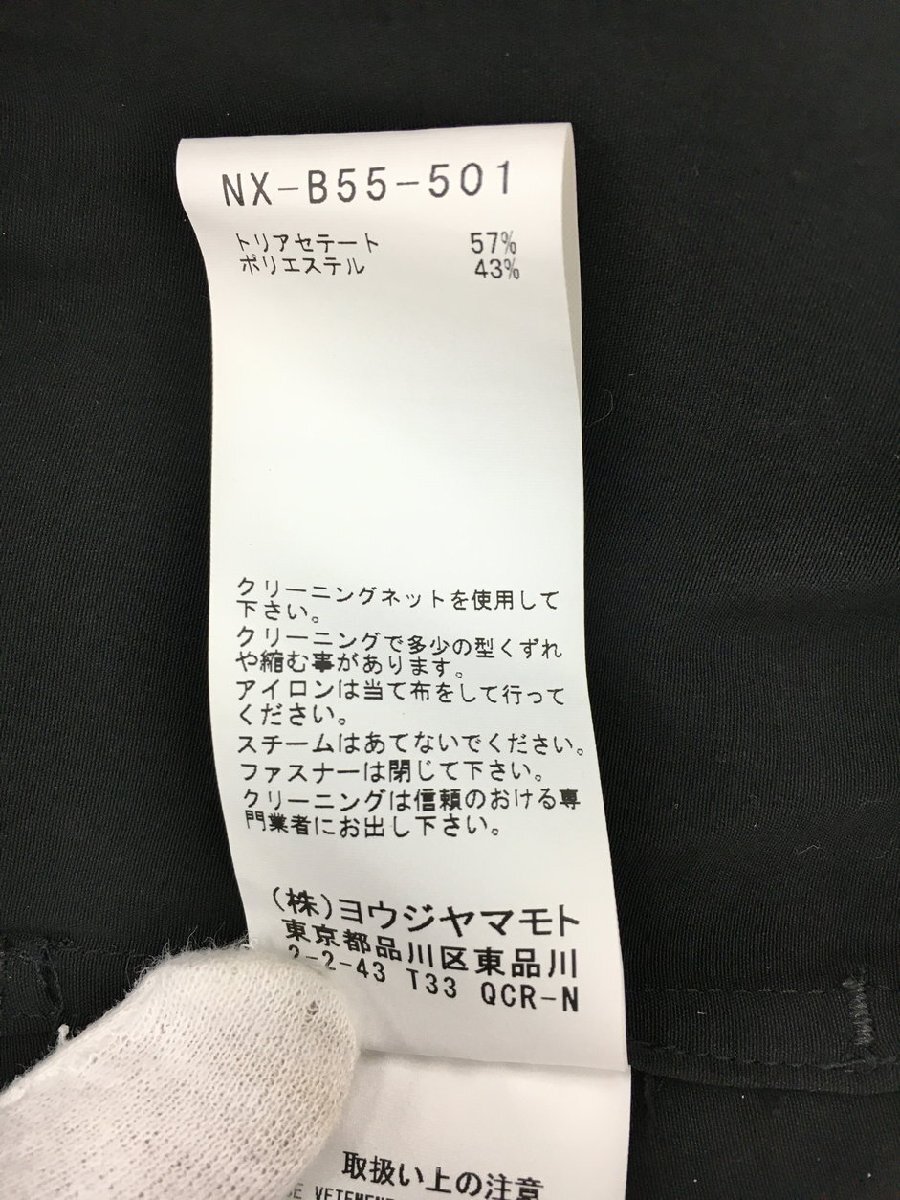 NX-B55-501
トリアセテート 57%
ポリエステル 43%
クリーニングネットを使用して
下さい。
クリーニングで多少の型くずれ
や縮む事があります。
アイロンは当て布をして行って
ください。
スチームはあてないでください。
ファスナーは閉じて下さい。
クリーニングは信頼のおける専
門業者にお出し下さい。
(株)ヨウジヤマモト
東京都品川区東品川
2-2-43 T33 QCR-N
取扱い上の注意
VETEMENT